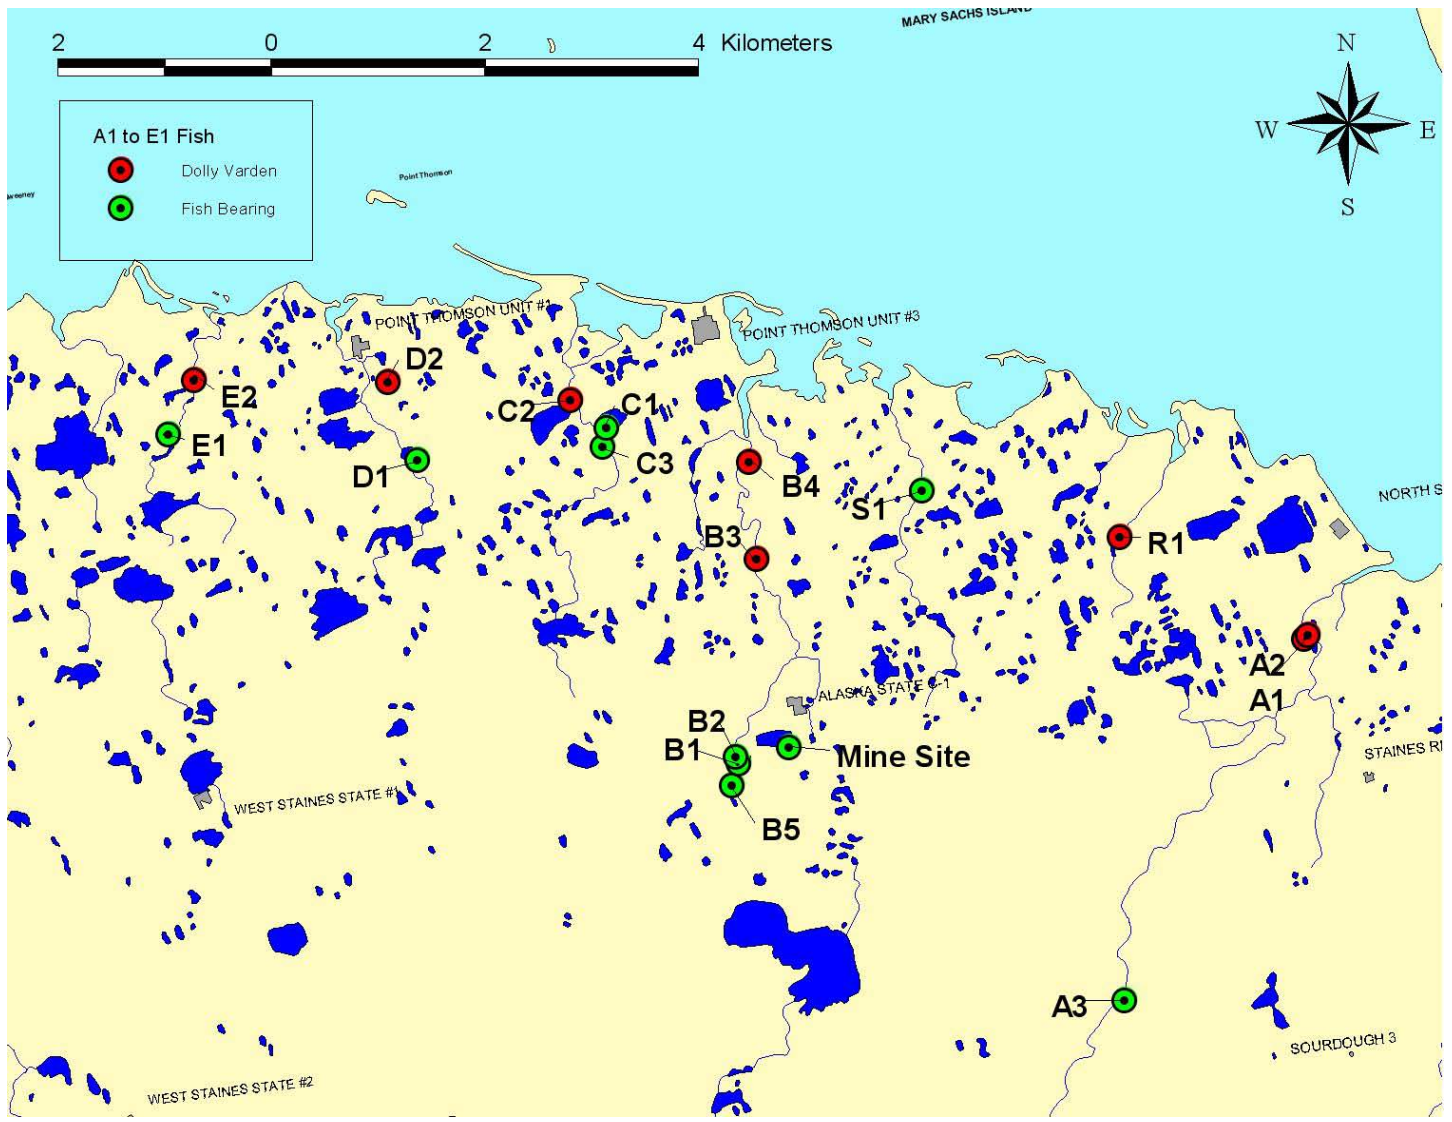 MARY SACHS ISLAND
2 0 2 4 Kilometers
N
W E
S
A1 to E1 Fish
Dolly Varden
Fish Bearing
Point Thomson
POINT THOMSON UNIT #1
POINT THOMSON UNIT #3
D2
E2
C2
C1
E1
D1
C3
B4
S1
NORTH S
B3
R1
A2
A1
ALASKA STATE C-1
B2
B1
Mine Site
STAINES RI
WEST STAINES STATE #1
B5
A3
SOURDOUGH 3
WEST STAINES STATE #2